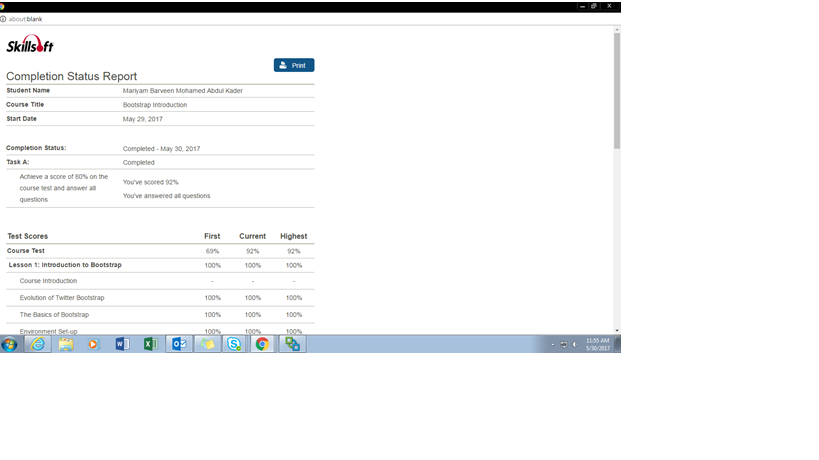 about:blank
Skillsoft
Print
Completion Status Report
Student Name Mariyam Barveen Mohamed Abdul Kader
Course Title Bootstrap Introduction
Start Date May 29, 2017
Completion Status: Completed - May 30, 2017
Task A: Completed
Achieve a score of 80% on the
course test and answer all
questions
You've scored 92%
You've answered all questions
Test Scores First Current Highest
Course Test 69% 92% 92%
Lesson 1: Introduction to Bootstrap 100% 100% 100%
Course Introduction - - -
Evolution of Twitter Bootstrap 100% 100% 100%
The Basics of Bootstrap 100% 100% 100%
Environment Set-up 100% 100% 100%
11:55 AM
5/30/2017